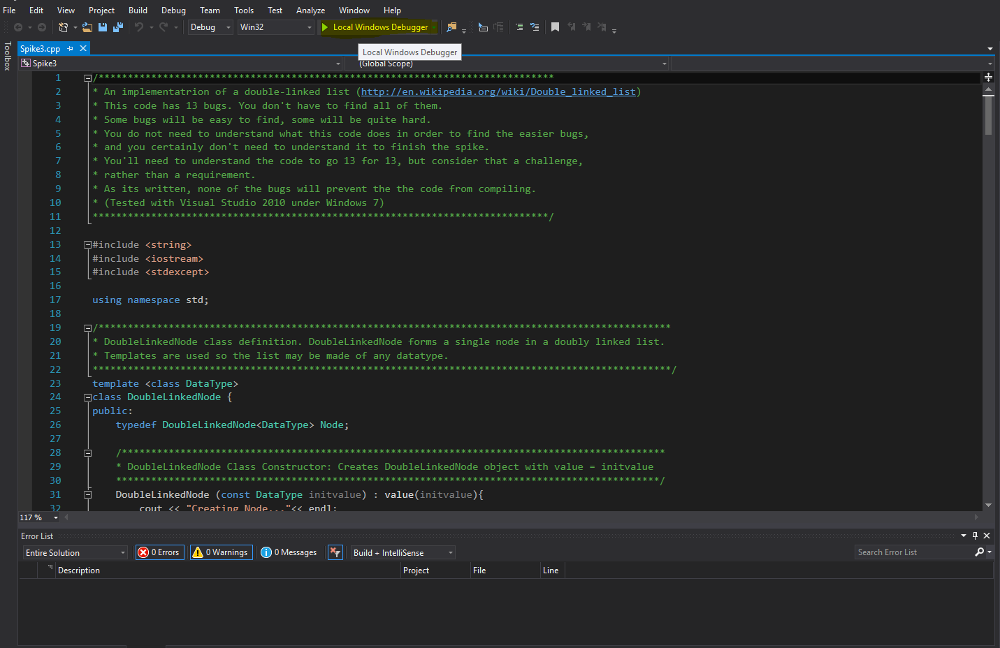 File Edit View Project Build Debug Team Tools Test Analyze Window Help
Debug Win32 Local Windows Debugger
Toolbox
Spike3.cpp
Local Windows Debugger
Spike3 (Global Scope)
1 /******************************************************************************
2 * An implementatrion of a double-linked list (http://en.wikipedia.org/wiki/Double_linked_list)
3 * This code has 13 bugs. You don't have to find all of them.
4 * Some bugs will be easy to find, some will be quite hard.
5 * You do not need to understand what this code does in order to find the easier bugs,
6 * and you certainly don't need to understand it to finish the spike.
7 * You'll need to understand the code to go 13 for 13, but consider that a challenge,
8 * rather than a requirement.
9 * As its written, none of the bugs will prevent the the code from compiling.
10 * (Tested with Visual Studio 2010 under Windows 7)
11 ******************************************************************************/
12
13 #include <string>
14 #include <iostream>
15 #include <stdexcept>
16
17 using namespace std;
18
19 /**************************************************************************************************
20 * DoubleLinkedNode class definition. DoubleLinkedNode forms a single node in a doubly linked list.
21 * Templates are used so the list may be made of any datatype.
22 ***************************************************************************************************/
23 template <class DataType>
24 class DoubleLinkedNode {
25 public:
26 typedef DoubleLinkedNode<DataType> Node;
27
28 /*********************************************************************************************
29 * DoubleLinkedNode Class Constructor: Creates DoubleLinkedNode object with value = initvalue
30 *********************************************************************************************/
31 DoubleLinkedNode (const DataType initvalue) : value(initvalue){
32 cout << "Creating Node..."<< endl;
117 %
Error List
Entire Solution 0 Errors 0 Warnings 0 Messages Build + IntelliSense Search Error List
Description Project File Line